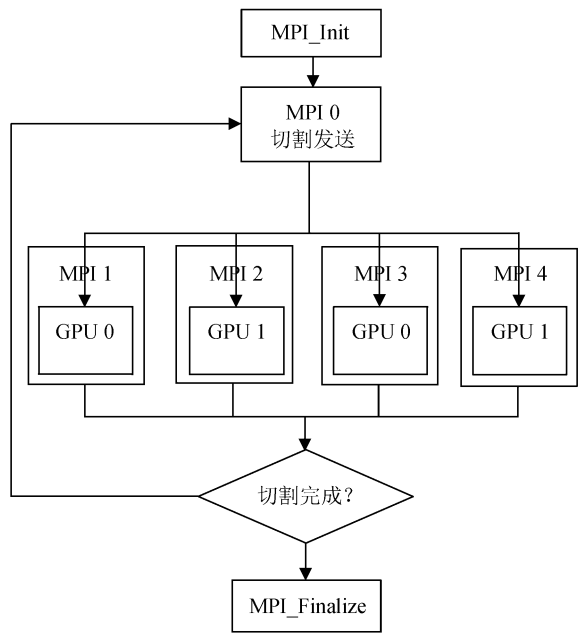 MPI_Init
MPI 0
切割发送
MPI 1
MPI 2
MPI 3
MPI 4
GPU 0
GPU 1
GPU 0
GPU 1
切割完成?
MPI_Finalize